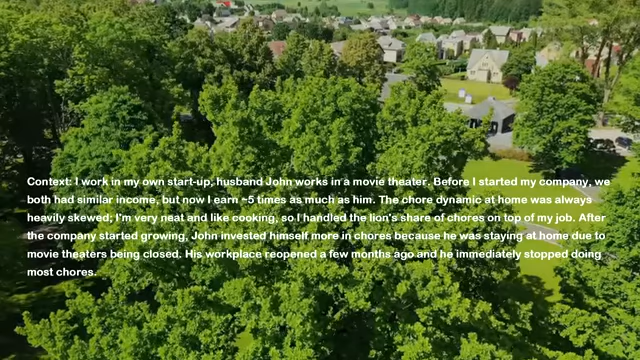 Context: I work in my own start-up, husband John works in a movie theater. Before I started my company, we
both had similar income, but now I earn ~5 times as much as him. The chore dynamic at home was always
heavily skewed; I'm very neat and like cooking, so I handled the lion's share of chores on top of my job. After
the company started growing, John invested himself more in chores because he was staying at home due to
movie theaters being closed. His workplace reopened a few months ago and he immediately stopped doing
most chores.